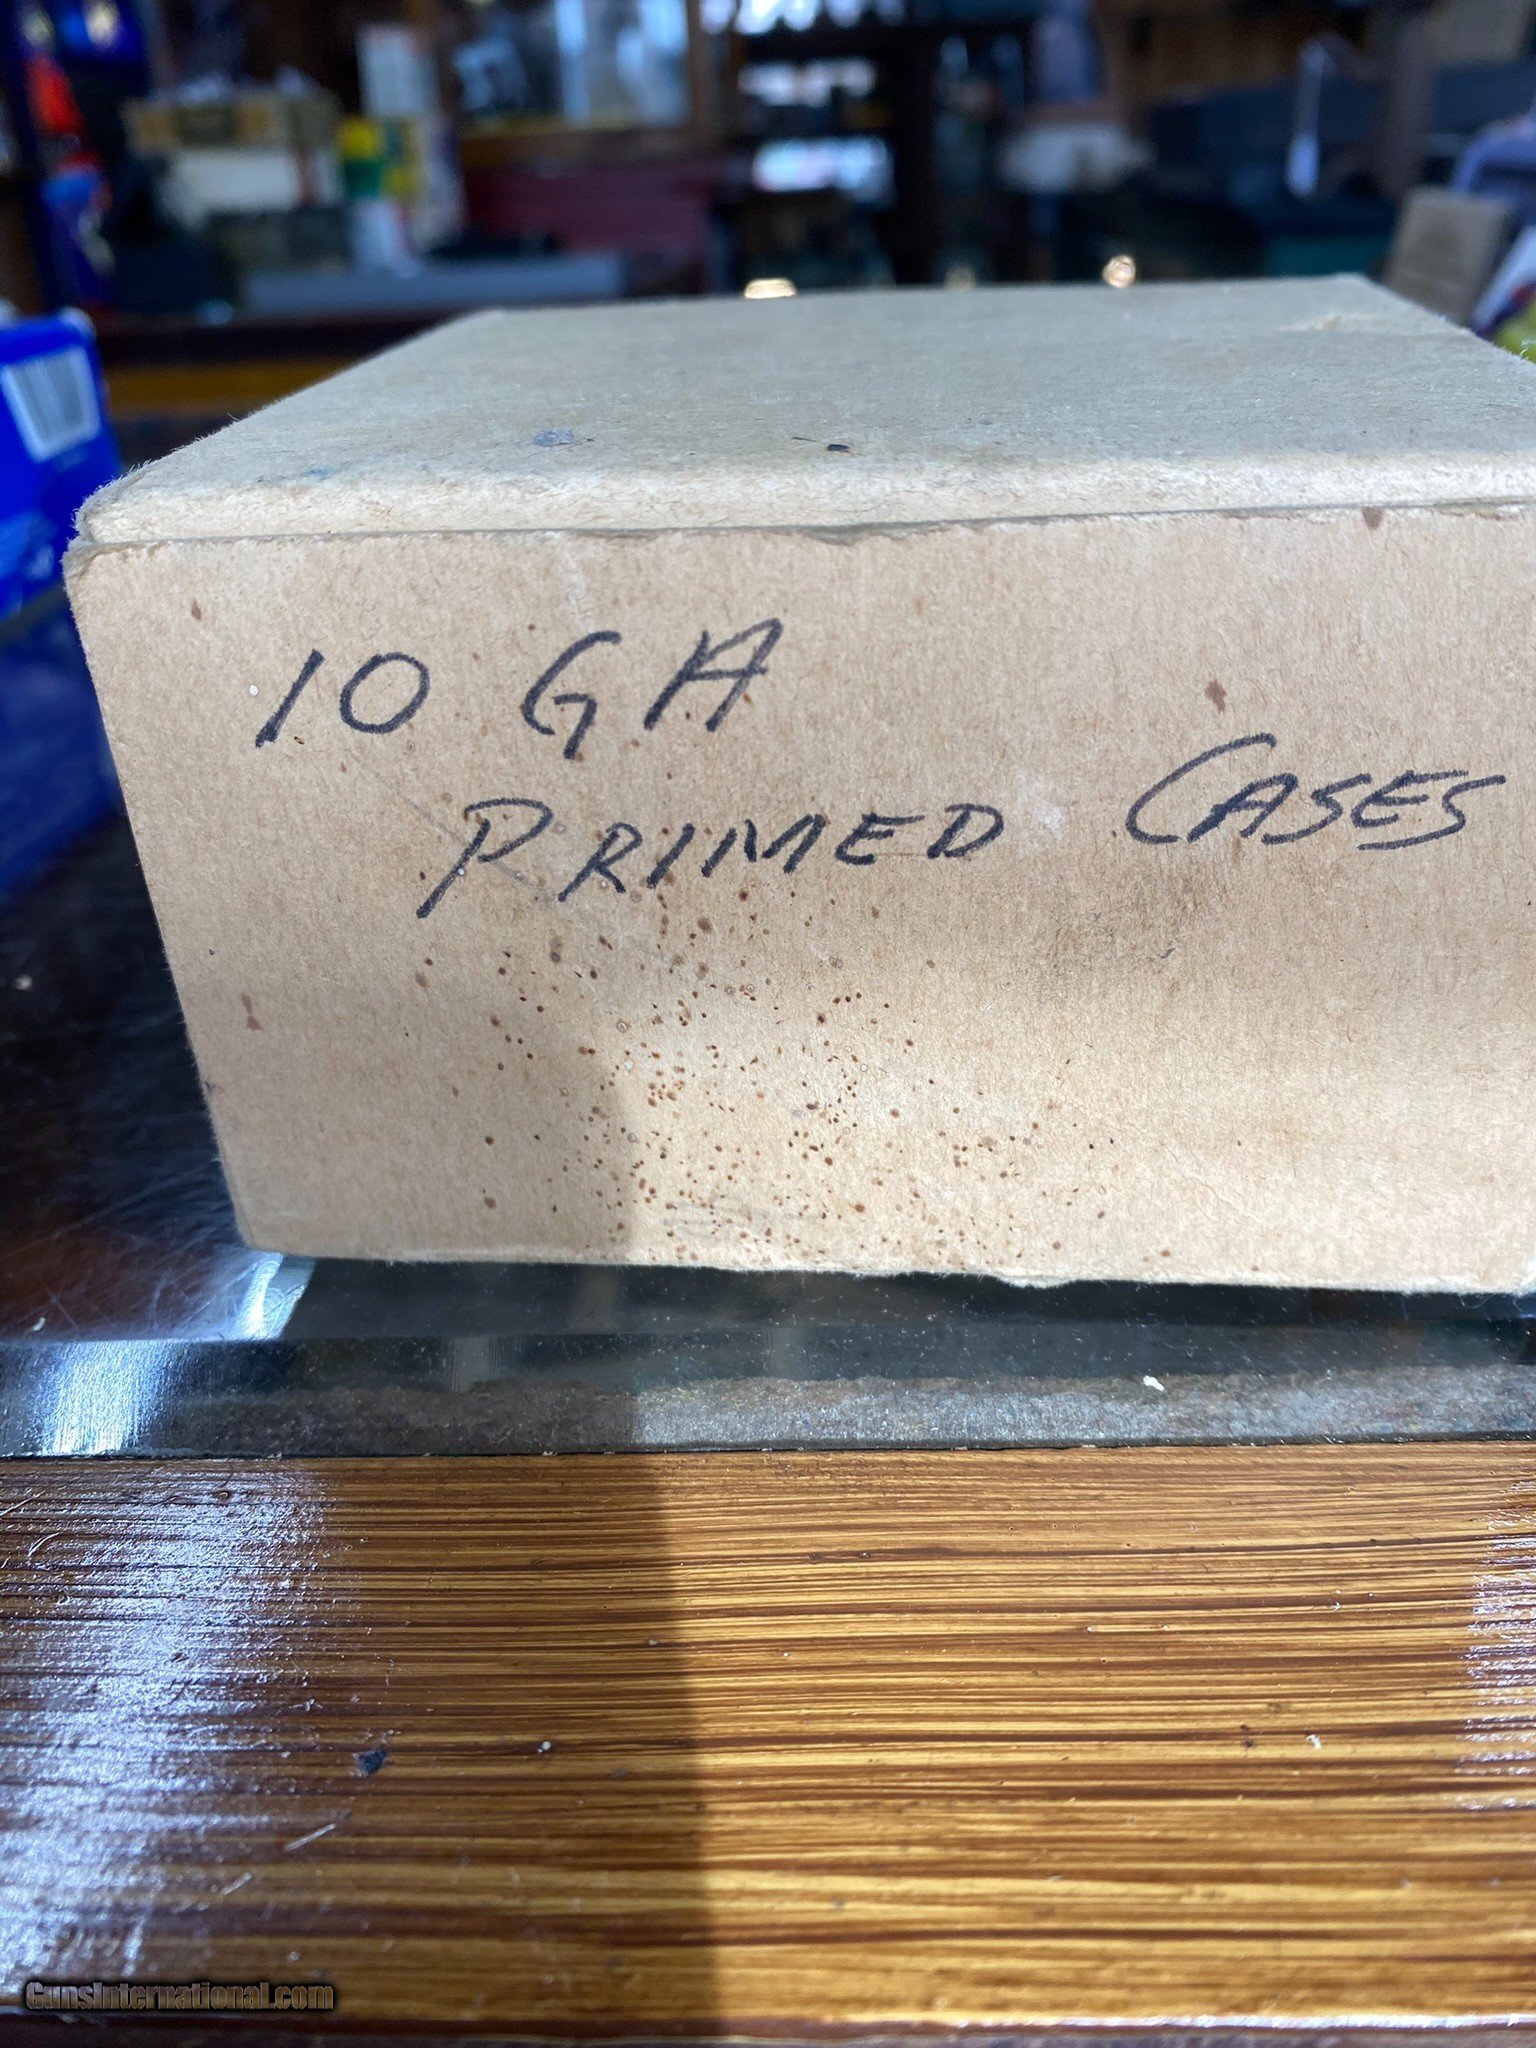 10 GA
PRIMED CASES
GunsInternational.com